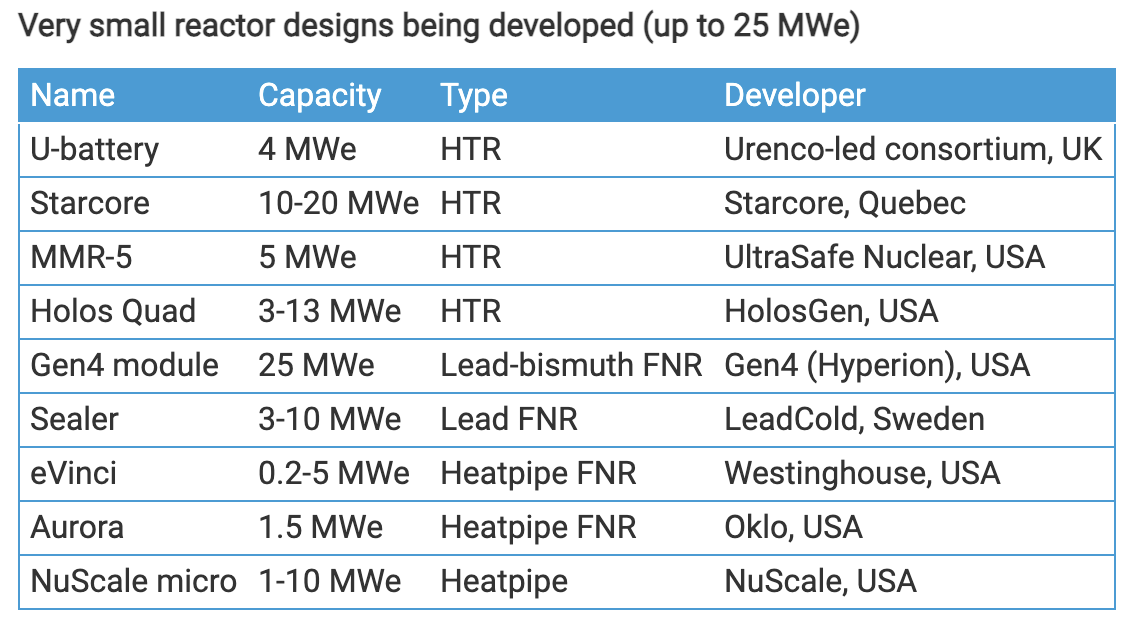 Very small reactor designs being developed (up to 25 MWe)
Name Capacity Type Developer
U-battery 4 MWe HTR Urenco-led consortium, UK
Starcore 10-20 MWe HTR Starcore, Quebec
MMR-5 5 MWe HTR UltraSafe Nuclear, USA
Holos Quad 3-13 MWe HTR HolosGen, USA
Gen4 module 25 MWe Lead-bismuth FNR Gen4 (Hyperion), USA
Sealer 3-10 MWe Lead FNR LeadCold, Sweden
eVinci 0.2-5 MWe Heatpipe FNR Westinghouse, USA
Aurora 1.5 MWe Heatpipe FNR Oklo, USA
NuScale micro 1-10 MWe Heatpipe NuScale, USA